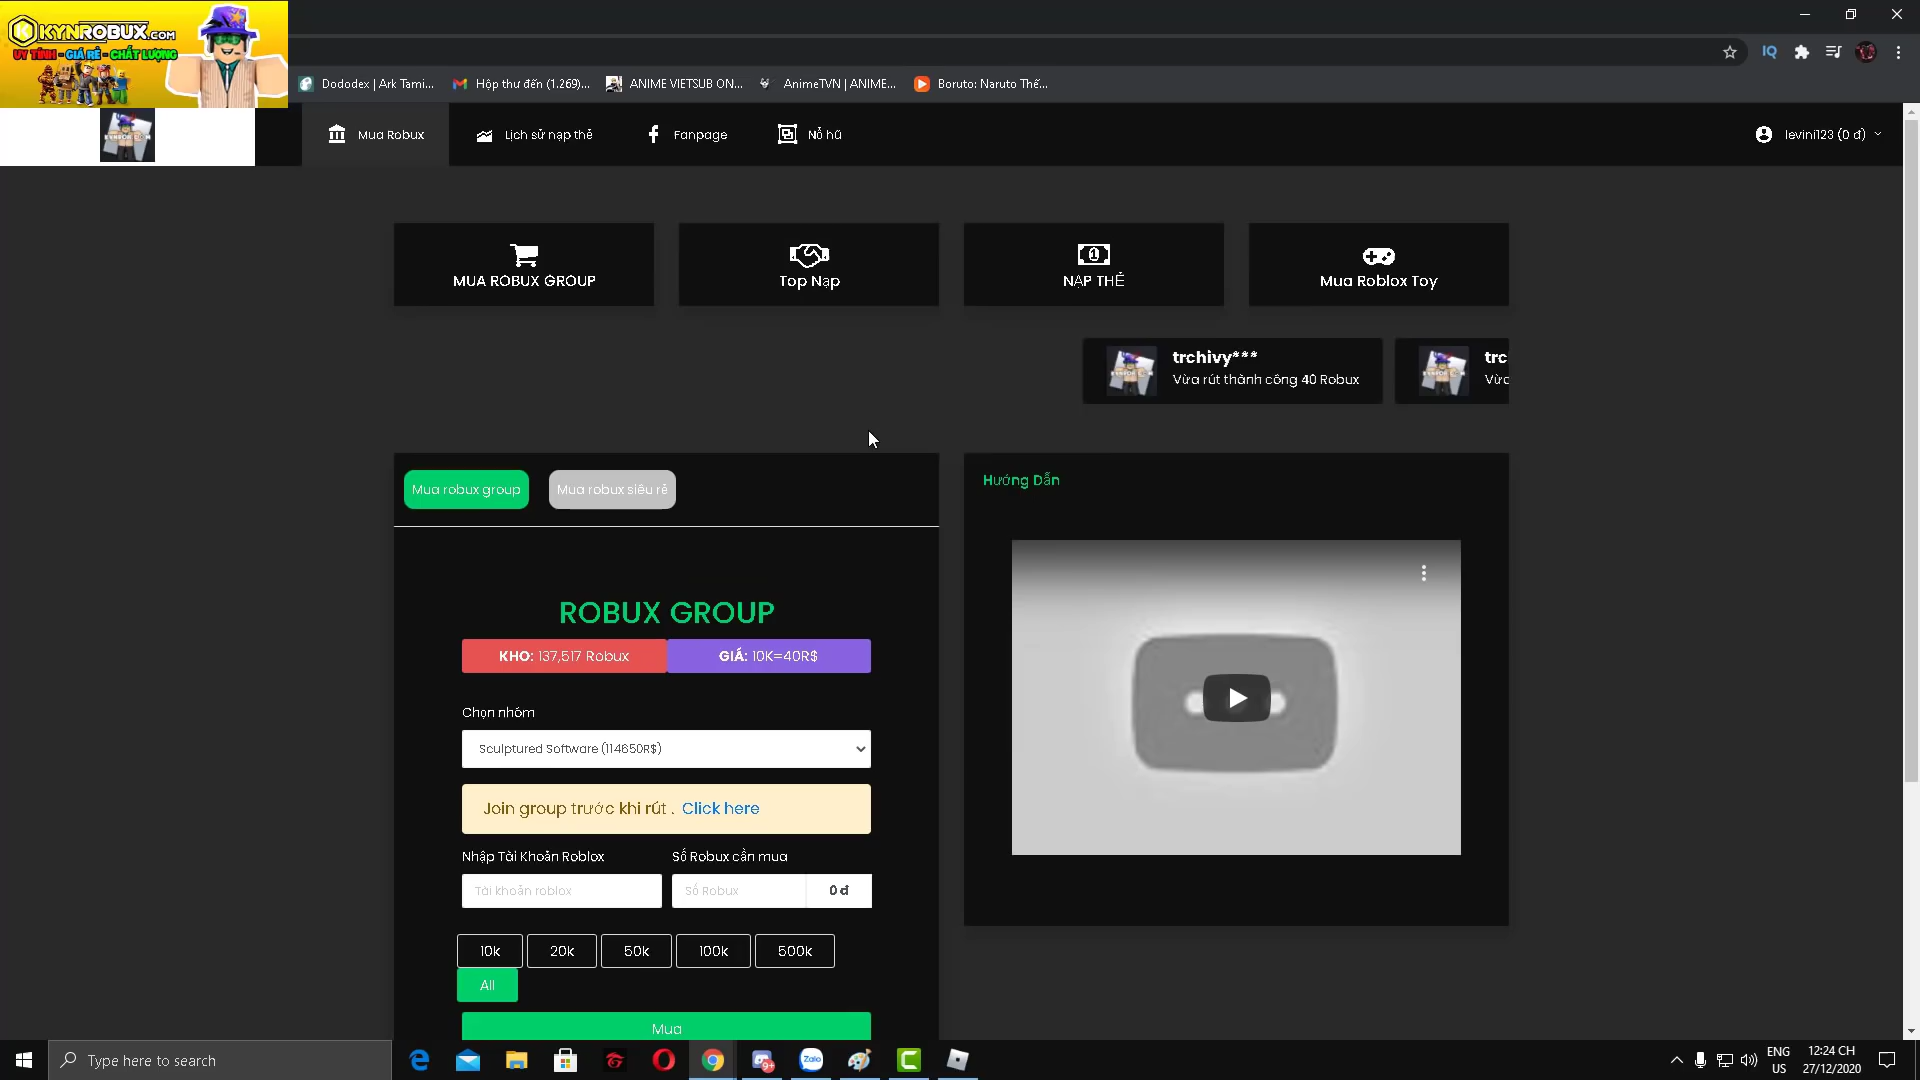 KYNROBUX.COM
UY TÍNH - GIÁ RẺ - CHẤT LƯỢNG
IQ
Dododex | Ark Tami...
Hộp thư đến (1.269)...
ANIME VIETSUB ON...
AnimeTVN | ANIME...
Boruto: Naruto Thế...
Mua Robux
Lịch sử nạp thẻ
Fanpage
Nổ hũ
levini123 (0 đ)
MUA ROBUX GROUP
Top Nạp
NẠP THẺ
Mua Roblox Toy
trchivy***
Vừa rút thành công 40 Robux
trc
Vừa
Mua robux group
Mua robux siêu rẻ
Hướng Dẫn
ROBUX GROUP
KHO: 137,517 Robux
GIÁ: 10K=40R$
Chọn nhóm
Sculptured Software (114650R$)
Join group trước khi rút . Click here
Nhập Tài Khoản Roblox
Số Robux cần mua
Tài khoản roblox
Số Robux
0 đ
10k
20k
50k
100k
500k
All
Mua
Type here to search
9+
Zalo
ENG
US
12:24 CH
27/12/2020